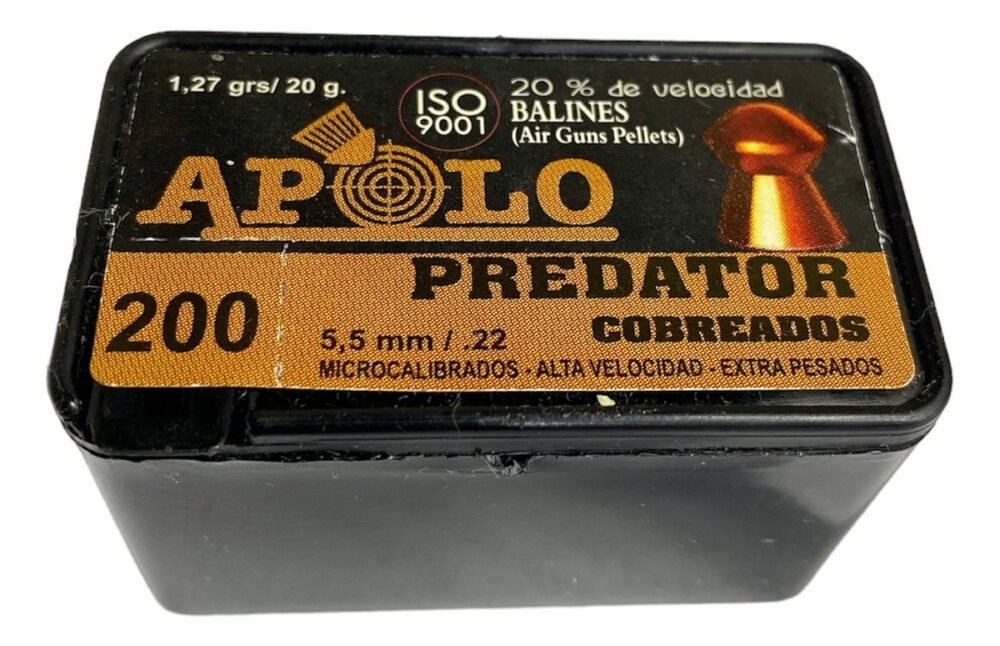 1,27 grs/ 20 g.
ISO
9001
20 % de velocidad
BALINES
(Air Guns Pellets)
APOLO
PREDATOR
200
5,5 mm / .22
COBREADOS
MICROCALIBRADOS - ALTA VELOCIDAD - EXTRA PESADOS